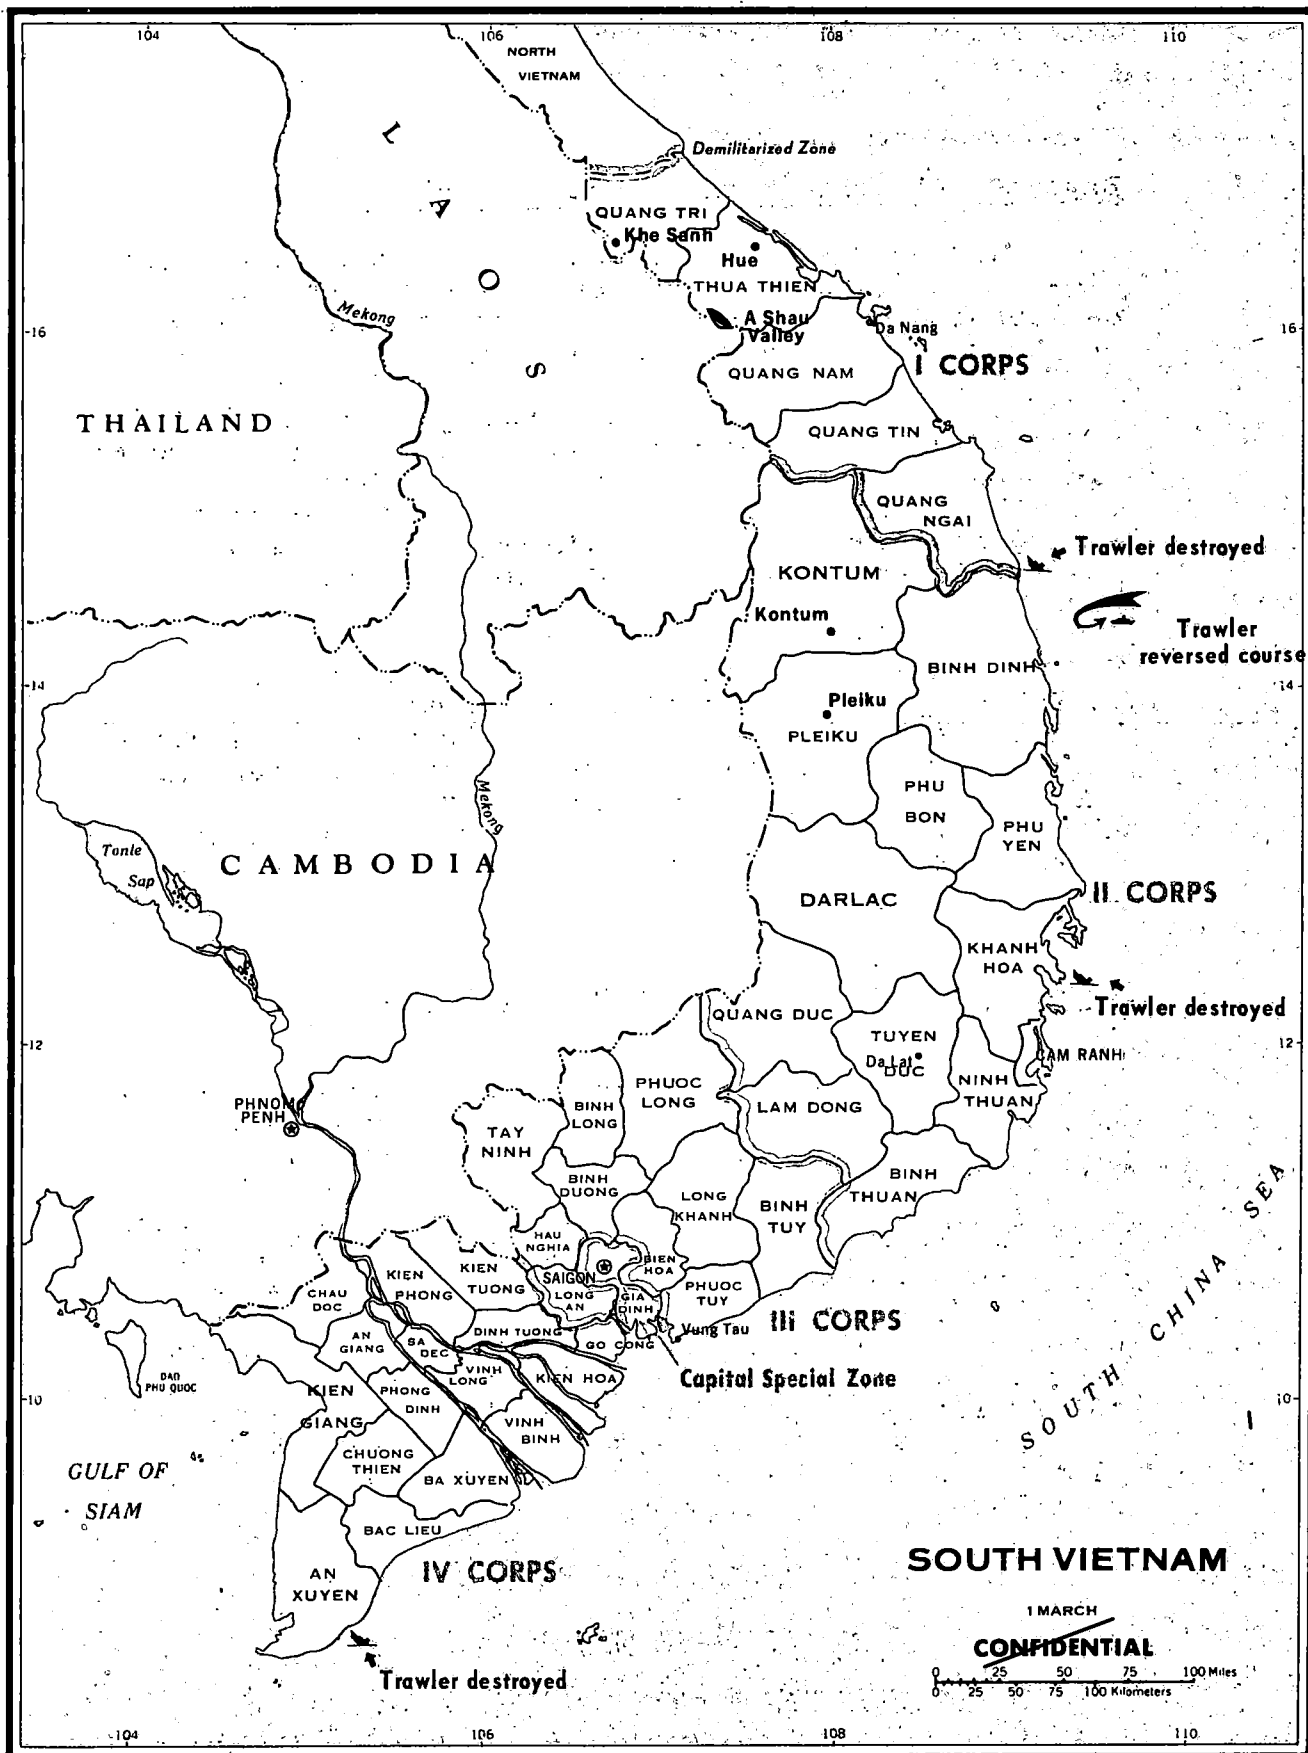 104 106 108 110
NORTH
VIETNAM
Demilitarized Zone
L A O S
QUANG TRI
Khe Sanh
Hue
THUA THIEN
Mekong
16 16
A Shau
Valley
Da Nang
I CORPS
QUANG NAM
THAILAND
QUANG TIN
QUANG
NGAI
Trawler destroyed
KONTUM
Kontum
Trawler
reversed course
BINH DINH
14 14
Pleiku
PLEIKU
PHU
BON
Mekong
PHU
YEN
Tonle
Sap
CAMBODIA
DARLAC
II CORPS
KHANH
HOA
Trawler destroyed
QUANG DUC
TUYEN
DUC
Da Lat
12 12
CAM RANH
NINH
THUAN
PHUOC
LONG
LAM DONG
BINH
LONG
PHNOM
PENH
TAY
NINH
BINH
DUONG
BINH
THUAN
LONG
KHANH
BINH
TUY
SOUTH CHINA SEA
HAU
NGHIA
BIEN
HOA
SAIGON
KIEN
PHONG
KIEN
TUONG
LONG
AN
GIA
DINH
PHUOC
TUY
CHAU
DOC
III CORPS
Vung Tau
AN
GIANG
SA
DEC
DINH TUONG
GO CONG
Capital Special Zone
DAO
PHU QUOC
VINH
LONG
KIEN HOA
KIEN
GIANG
PHONG
DINH
10 10
VINH
BINH
CHUONG
THIEN
BA XUYEN
GULF OF
SIAM
BAC LIEU
IV CORPS
AN
XUYEN
SOUTH VIETNAM
1 MARCH
CONFIDENTIAL
0 25 50 75 100 Miles
0 25 50 75 100 Kilometers
Trawler destroyed
104 106 108 110